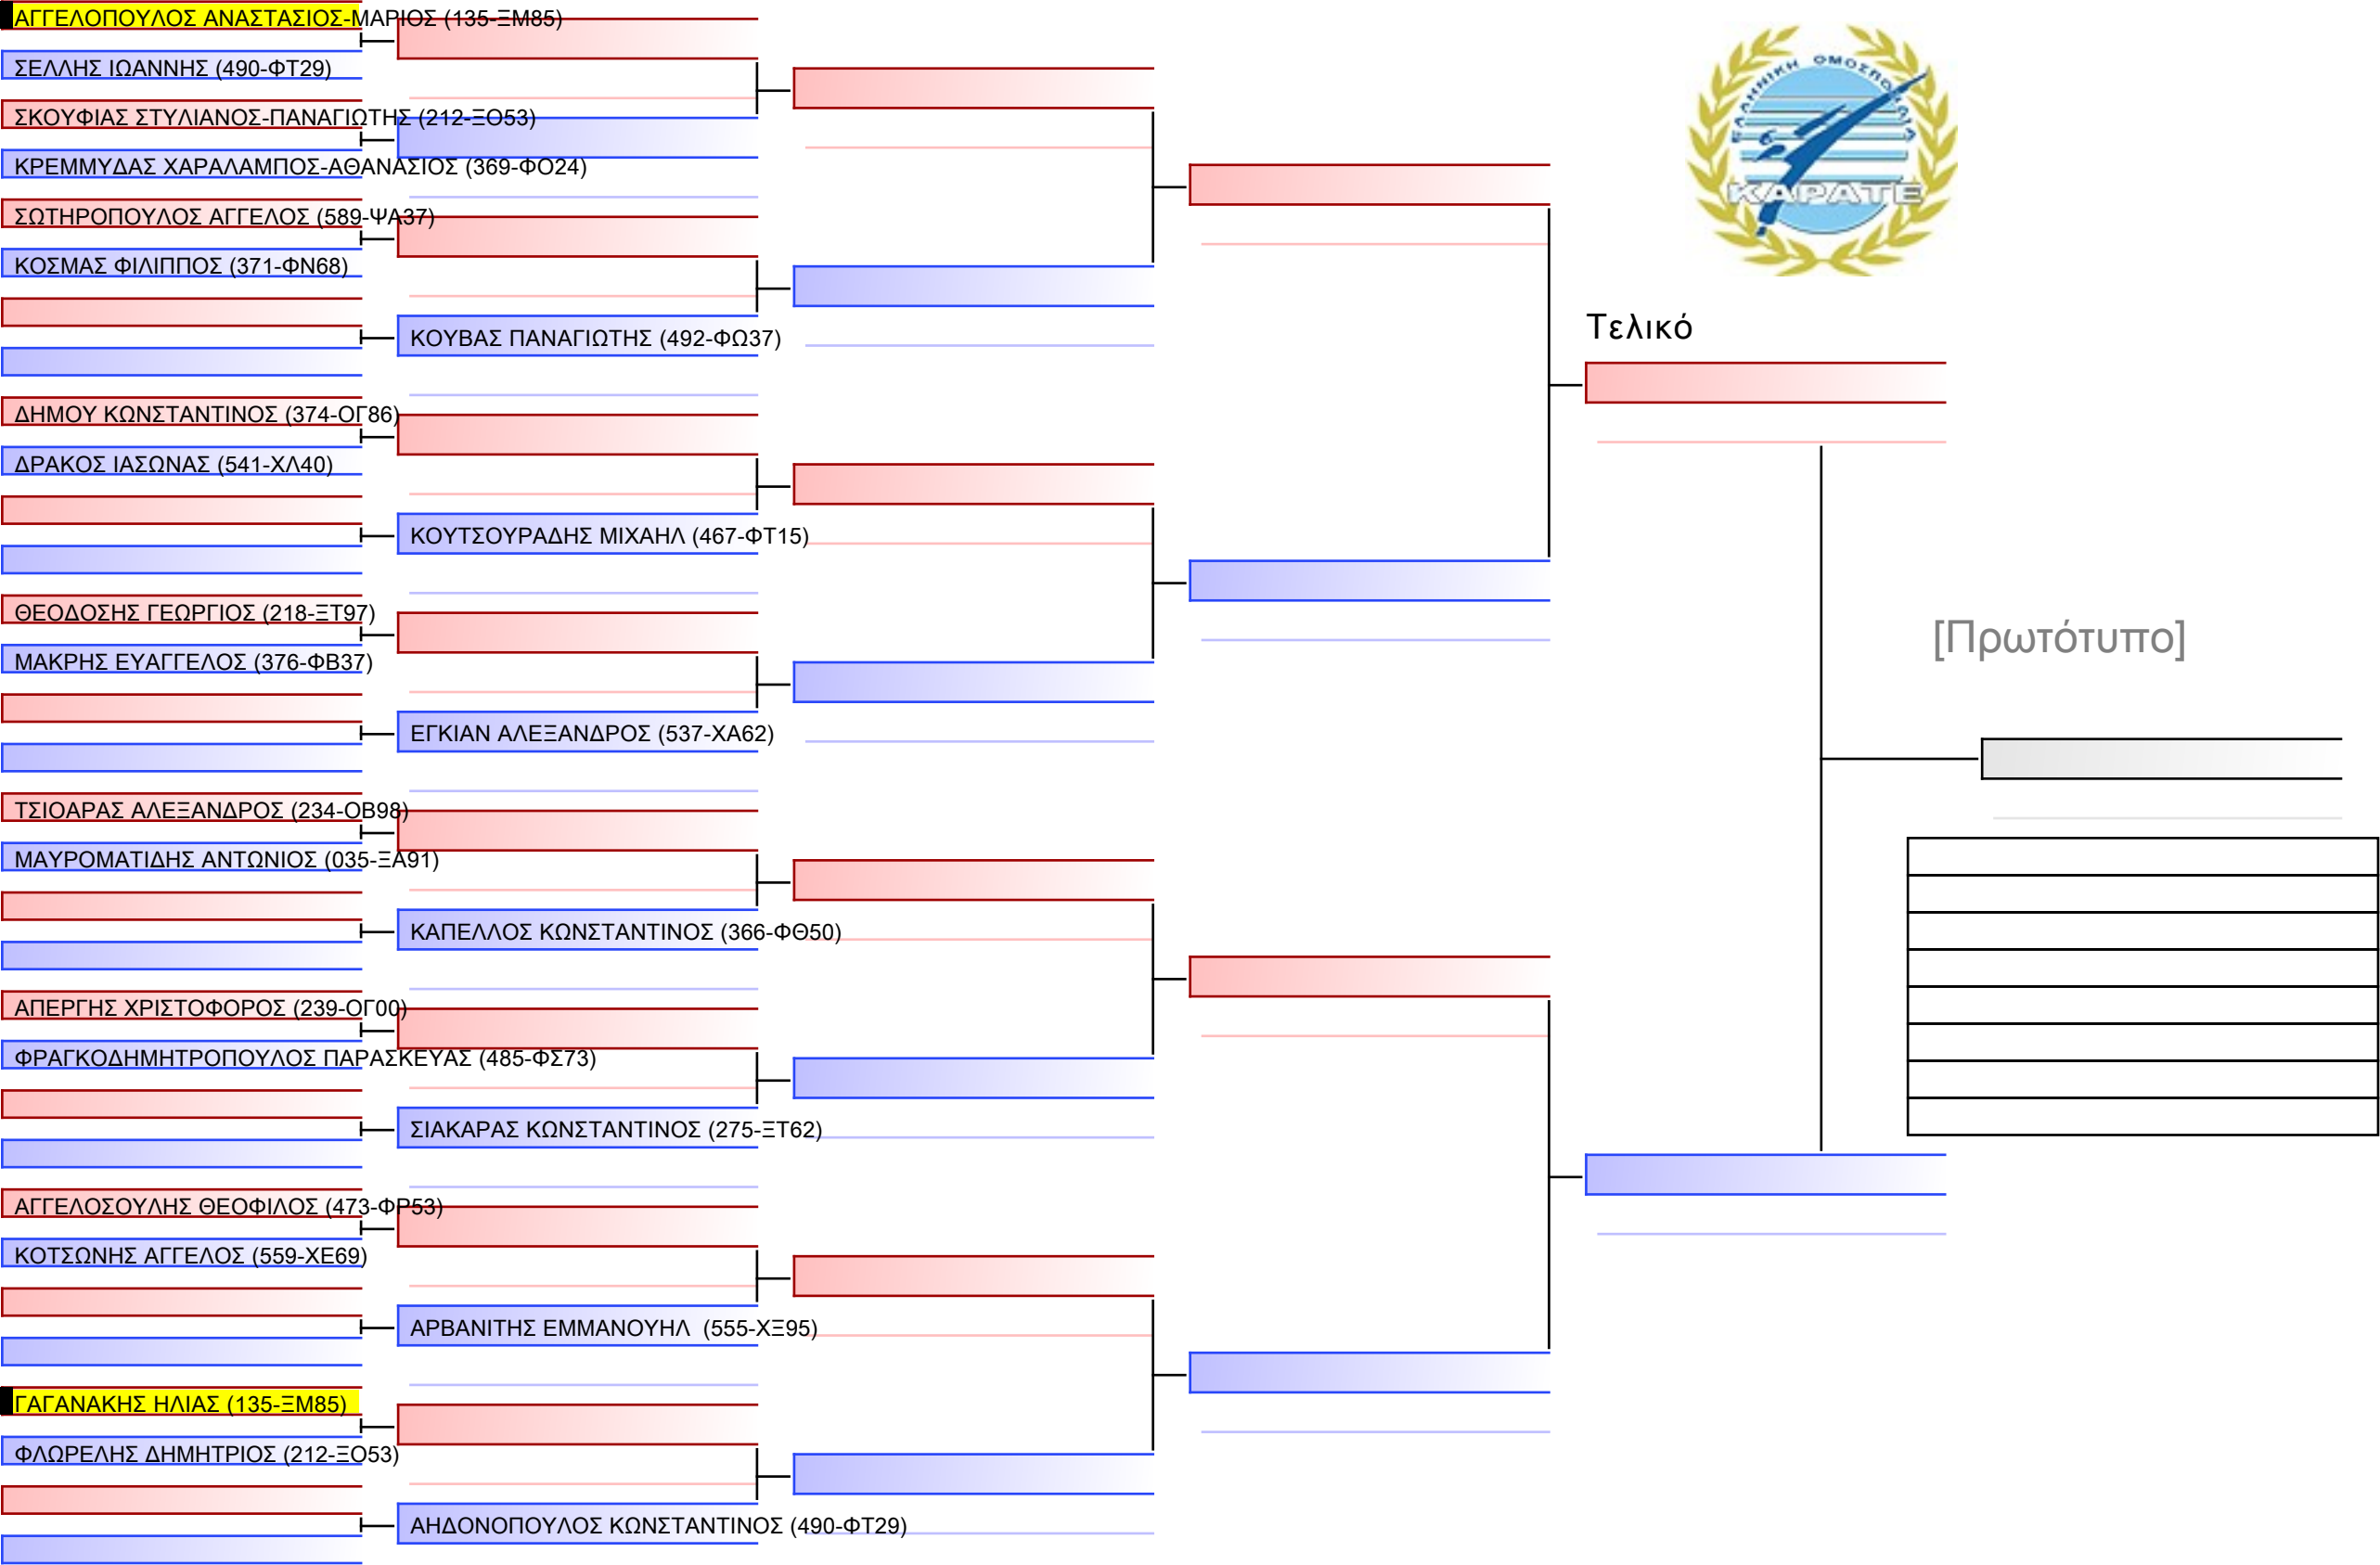 ΑΓΓΕΛΟΠΟΥΛΟΣ ΑΝΑΣΤΑΣΙΟΣ-ΜΑΡΙΟΣ (135-ΞΜ85)
ΣΕΛΛΗΣ ΙΩΑΝΝΗΣ (490-ΦΤ29)
ΣΚΟΥΦΙΑΣ ΣΤΥΛΙΑΝΟΣ-ΠΑΝΑΓΙΩΤΗΣ (212-ΞΟ53)
ΚΡΕΜΜΥΔΑΣ ΧΑΡΑΛΑΜΠΟΣ-ΑΘΑΝΑΣΙΟΣ (369-ΦΟ24)
ΣΩΤΗΡΟΠΟΥΛΟΣ ΑΓΓΕΛΟΣ (589-ΨΑ37)
ΚΟΣΜΑΣ ΦΙΛΙΠΠΟΣ (371-ΦΝ68)
ΚΟΥΒΑΣ ΠΑΝΑΓΙΩΤΗΣ (492-ΦΩ37)
ΔΗΜΟΥ ΚΩΝΣΤΑΝΤΙΝΟΣ (374-ΟΓ86)
ΔΡΑΚΟΣ ΙΑΣΩΝΑΣ (541-ΧΛ40)
ΚΟΥΤΣΟΥΡΑΔΗΣ ΜΙΧΑΗΛ (467-ΦΤ15)
ΘΕΟΔΟΣΗΣ ΓΕΩΡΓΙΟΣ (218-ΞΤ97)
ΜΑΚΡΗΣ ΕΥΑΓΓΕΛΟΣ (376-ΦΒ37)
ΕΓΚΙΑΝ ΑΛΕΞΑΝΔΡΟΣ (537-ΧΑ62)
ΤΣΙΟΑΡΑΣ ΑΛΕΞΑΝΔΡΟΣ (234-ΟΒ98)
ΜΑΥΡΟΜΑΤΙΔΗΣ ΑΝΤΩΝΙΟΣ (035-ΞΑ91)
ΚΑΠΕΛΛΟΣ ΚΩΝΣΤΑΝΤΙΝΟΣ (366-ΦΘ50)
ΑΠΕΡΓΗΣ ΧΡΙΣΤΟΦΟΡΟΣ (239-ΟΓ00)
ΦΡΑΓΚΟΔΗΜΗΤΡΟΠΟΥΛΟΣ ΠΑΡΑΣΚΕΥΑΣ (485-ΦΣ73)
ΣΙΑΚΑΡΑΣ ΚΩΝΣΤΑΝΤΙΝΟΣ (275-ΞΤ62)
ΑΓΓΕΛΟΣΟΥΛΗΣ ΘΕΟΦΙΛΟΣ (473-ΦΡ53)
ΚΟΤΣΩΝΗΣ ΑΓΓΕΛΟΣ (559-ΧΕ69)
ΑΡΒΑΝΙΤΗΣ ΕΜΜΑΝΟΥΗΛ (555-ΧΞ95)
ΓΑΓΑΝΑΚΗΣ ΗΛΙΑΣ (135-ΞΜ85)
ΦΛΩΡΕΛΗΣ ΔΗΜΗΤΡΙΟΣ (212-ΞΟ53)
ΑΗΔΟΝΟΠΟΥΛΟΣ ΚΩΝΣΤΑΝΤΙΝΟΣ (490-ΦΤ29)
ΕΛΛΗΝΙΚΗ ΟΜΟΣΠΟΝΔΙΑ
ΚΑΡΑΤΕ
Τελικό
[Πρωτότυπο]